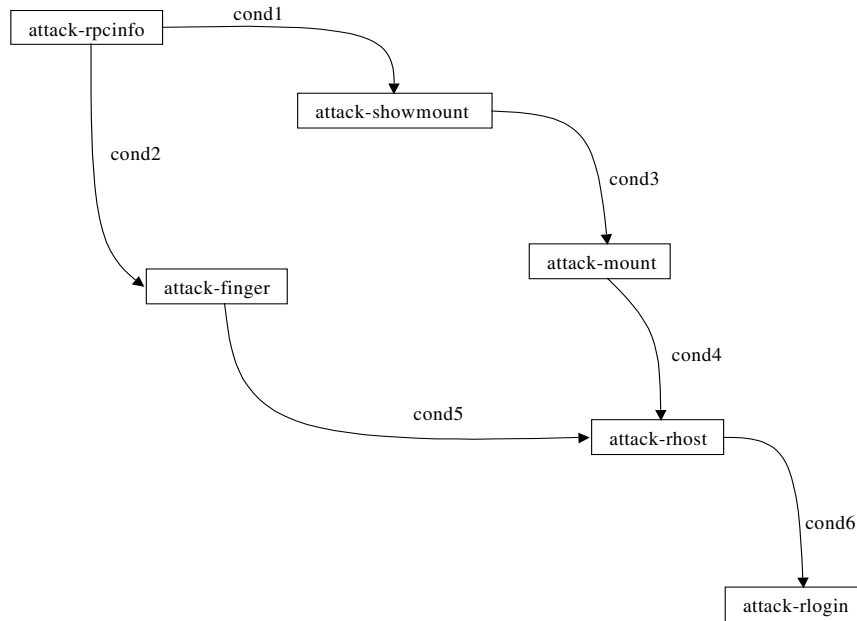 attack-rpcinfo
cond1
attack-showmount
cond2
cond3
attack-mount
attack-finger
cond4
cond5
attack-rhost
cond6
attack-rlogin